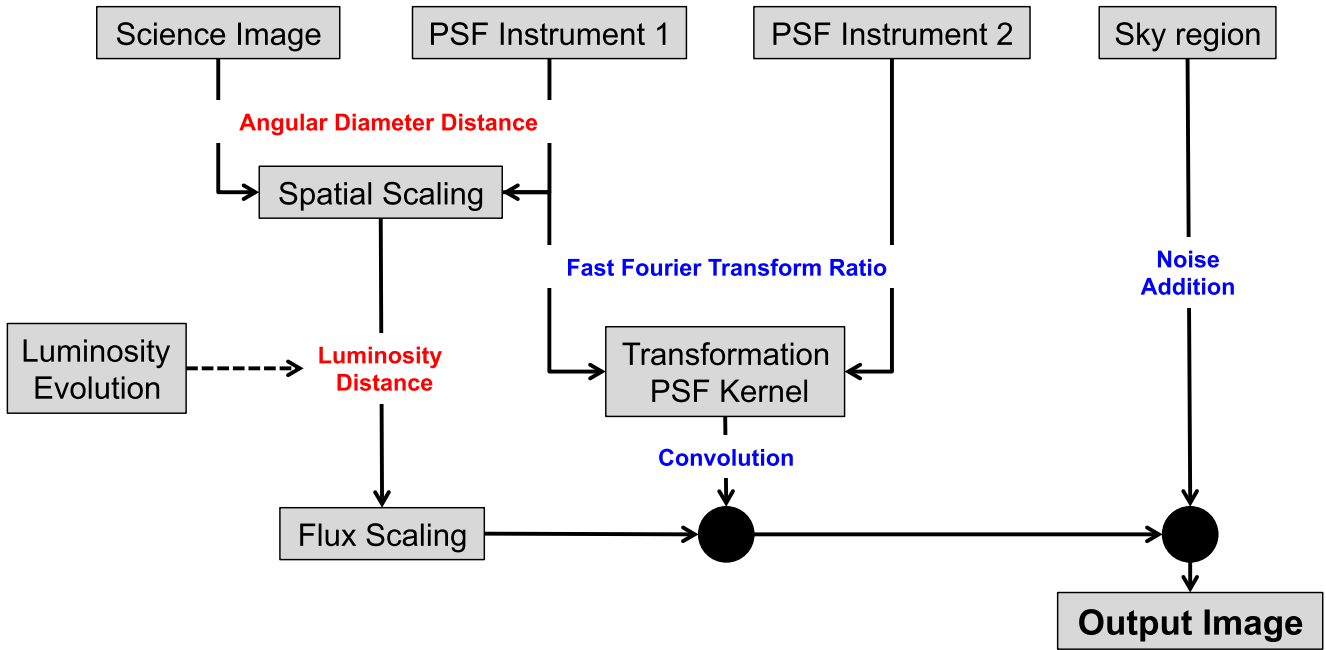 Science Image
PSF Instrument 1
PSF Instrument 2
Sky region
Angular Diameter Distance
Spatial Scaling
Fast Fourier Transform Ratio
Noise
Addition
Luminosity
Evolution
Luminosity
Distance
Transformation
PSF Kernel
Convolution
Flux Scaling
Output Image